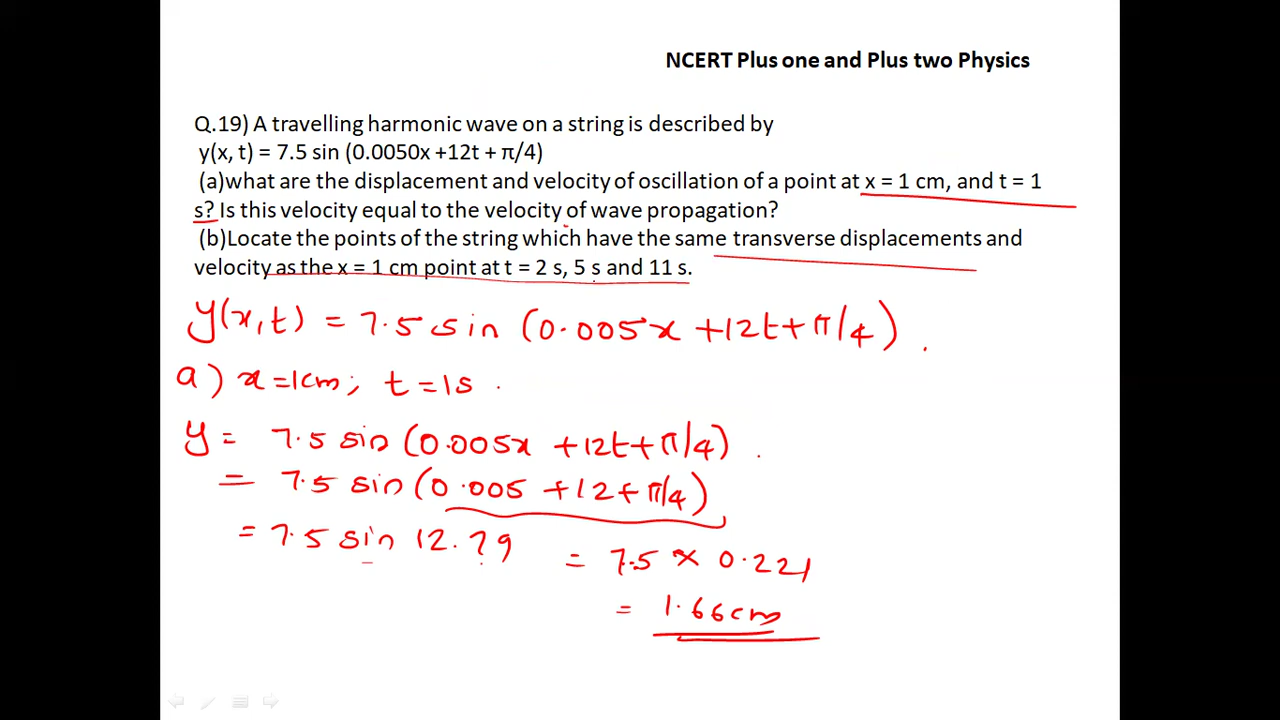 NCERT Plus one and Plus two Physics
Q.19) A travelling harmonic wave on a string is described by
y(x, t) = 7.5 sin (0.0050x +12t + π/4)
(a)what are the displacement and velocity of oscillation of a point at x = 1 cm, and t = 1
s? Is this velocity equal to the velocity of wave propagation?
(b)Locate the points of the string which have the same transverse displacements and
velocity as the x = 1 cm point at t = 2 s, 5 s and 11 s.
y(x,t) = 7.5 sin (0.005x +12t+π/4)
a) x=1cm; t=1s
y = 7.5 sin (0.005x +12t+π/4)
= 7.5 sin (0.005 +12+π/4)
= 7.5 sin 12.79 = 7.5 × 0.221
= 1.66cm